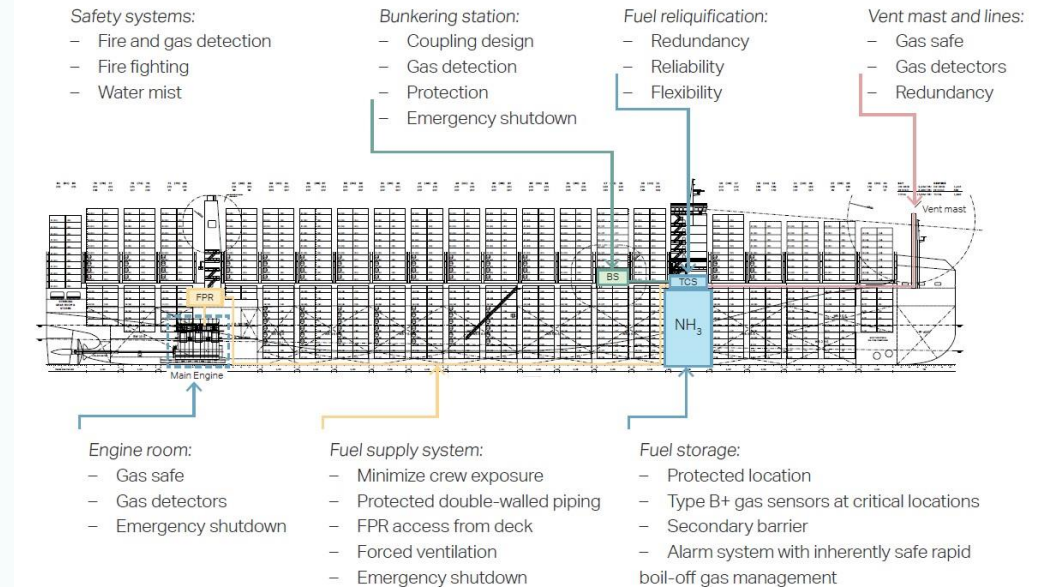 Safety systems:
– Fire and gas detection
– Fire fighting
– Water mist
Bunkering station:
– Coupling design
– Gas detection
– Protection
– Emergency shutdown
Fuel reliquification:
– Redundancy
– Reliability
– Flexibility
Vent mast and lines:
– Gas safe
– Gas detectors
– Redundancy
Vent mast
BS
TCS
FPR
NH₃
Main Engine
Engine room:
– Gas safe
– Gas detectors
– Emergency shutdown
Fuel supply system:
– Minimize crew exposure
– Protected double-walled piping
– FPR access from deck
– Forced ventilation
– Emergency shutdown
Fuel storage:
– Protected location
– Type B+ gas sensors at critical locations
– Secondary barrier
– Alarm system with inherently safe rapid
boil-off gas management